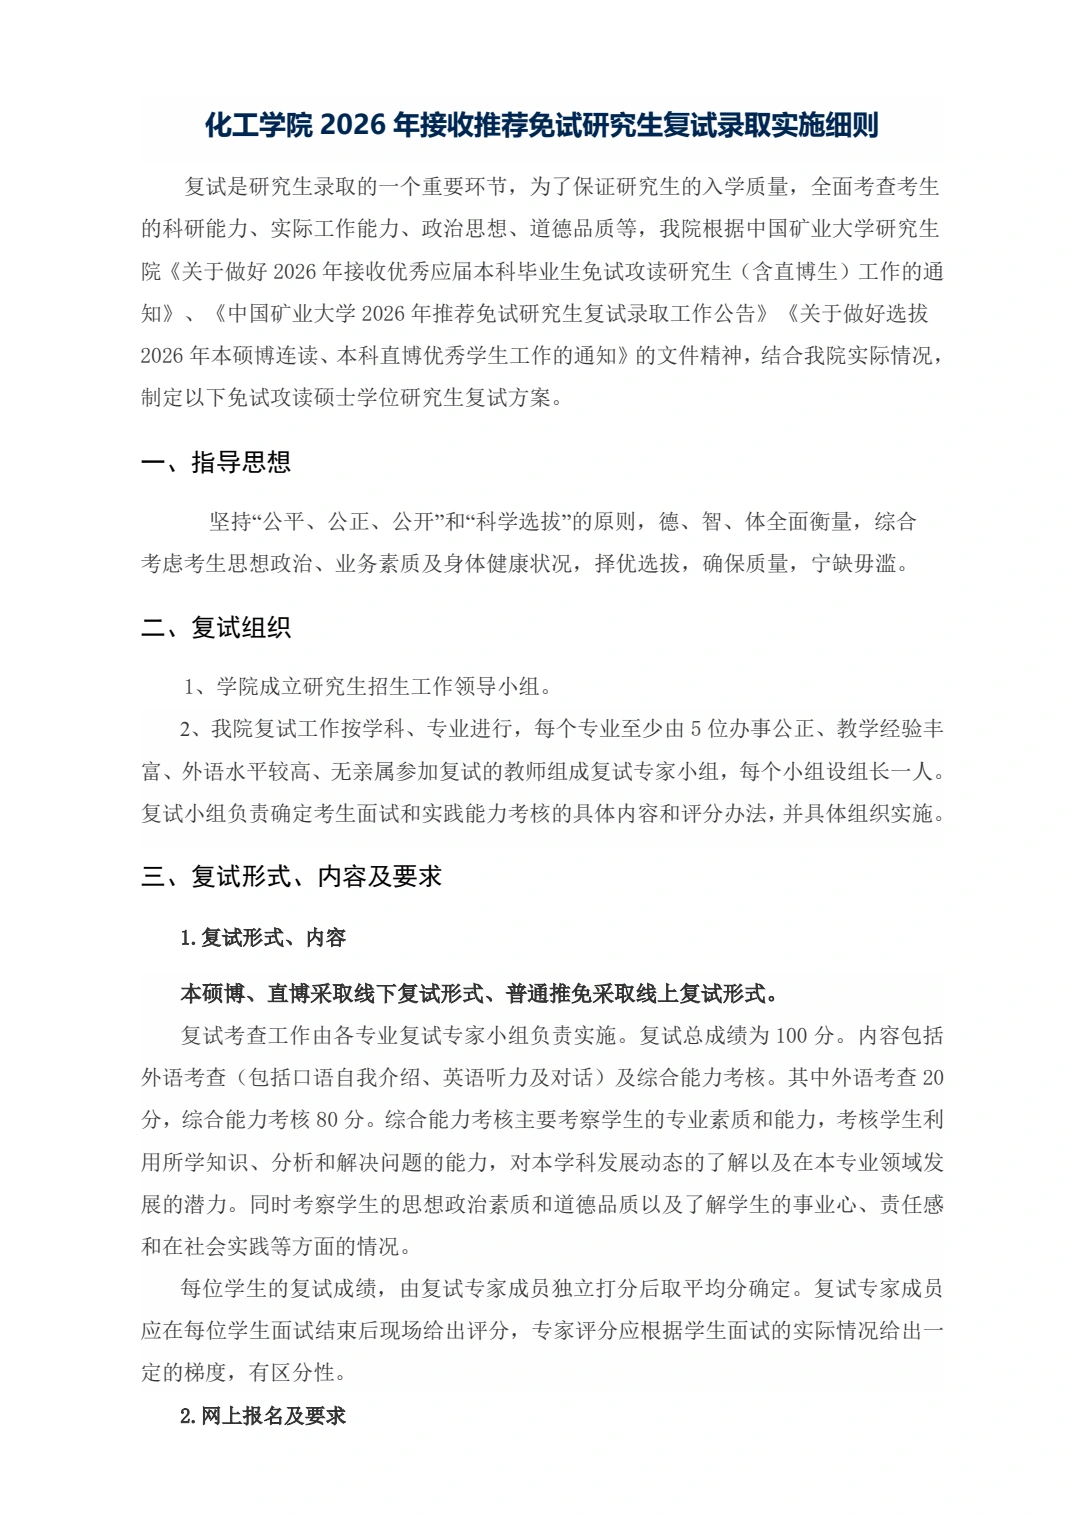 化工学院 2026 年接收推荐免试研究生复试录取实施细则
复试是研究生录取的一个重要环节，为了保证研究生的入学质量，全面考查考生
的科研能力、实际工作能力、政治思想、道德品质等，我院根据中国矿业大学研究生
院《关于做好 2026 年接收优秀应届本科毕业生免试攻读研究生（含直博生）工作的通
知》、《中国矿业大学 2026 年推荐免试研究生复试录取工作公告》《关于做好选拔
2026 年本硕博连读、本科直博优秀学生工作的通知》的文件精神，结合我院实际情况，
制定以下免试攻读硕士学位研究生复试方案。
一、指导思想
坚持“公平、公正、公开”和“科学选拔”的原则，德、智、体全面衡量，综合
考虑考生思想政治、业务素质及身体健康状况，择优选拔，确保质量，宁缺毋滥。
二、复试组织
1、学院成立研究生招生工作领导小组。
2、我院复试工作按学科、专业进行，每个专业至少由 5 位办事公正、教学经验丰
富、外语水平较高、无亲属参加复试的教师组成复试专家小组，每个小组设组长一人。
复试小组负责确定考生面试和实践能力考核的具体内容和评分办法，并具体组织实施。
三、复试形式、内容及要求
1. 复试形式、内容
本硕博、直博采取线下复试形式、普通推免采取线上复试形式。
复试考查工作由各专业复试专家小组负责实施。复试总成绩为 100 分。内容包括
外语考查（包括口语自我介绍、英语听力及对话）及综合能力考核。其中外语考查 20
分，综合能力考核 80 分。综合能力考核主要考察学生的专业素质和能力，考核学生利
用所学知识、分析和解决问题的能力，对本学科发展动态的了解以及在本专业领域发
展的潜力。同时考察学生的思想政治素质和道德品质以及了解学生的事业心、责任感
和在社会实践等方面的情况。
每位学生的复试成绩，由复试专家成员独立打分后取平均分确定。复试专家成员
应在每位学生面试结束后现场给出评分，专家评分应根据学生面试的实际情况给出一
定的梯度，有区分性。
2. 网上报名及要求